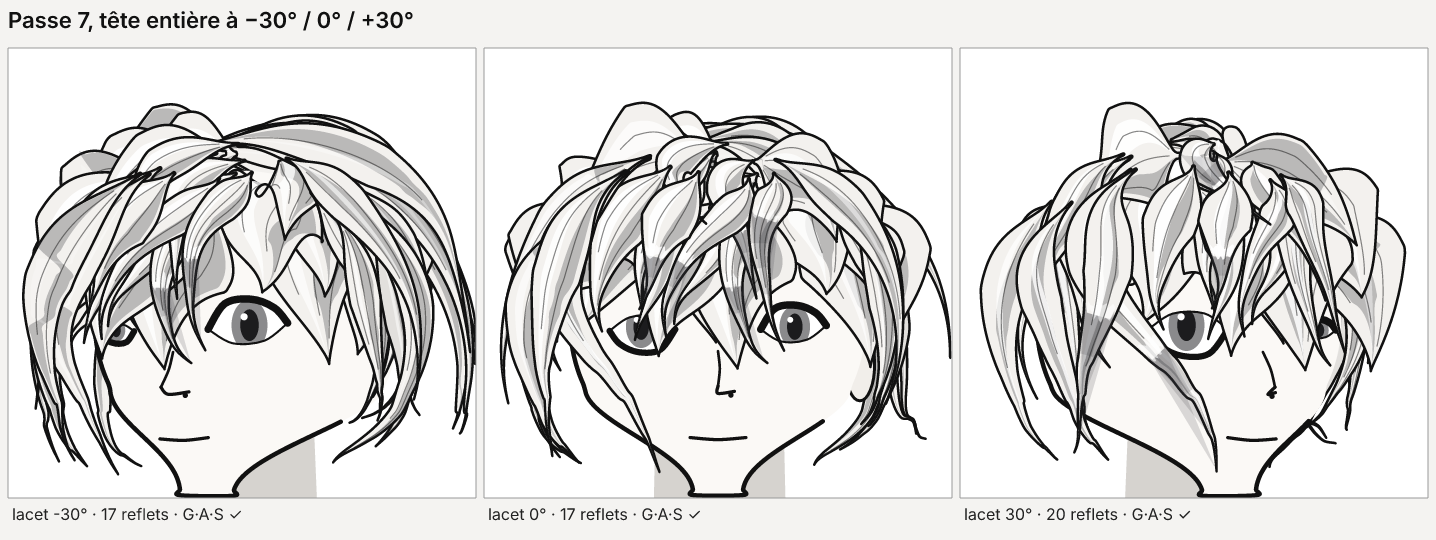 Passe 7, tête entière à −30° / 0° / +30°
lacet -30° · 17 reflets · G·A·S ✓
lacet 0° · 17 reflets · G·A·S ✓
lacet 30° · 20 reflets · G·A·S ✓